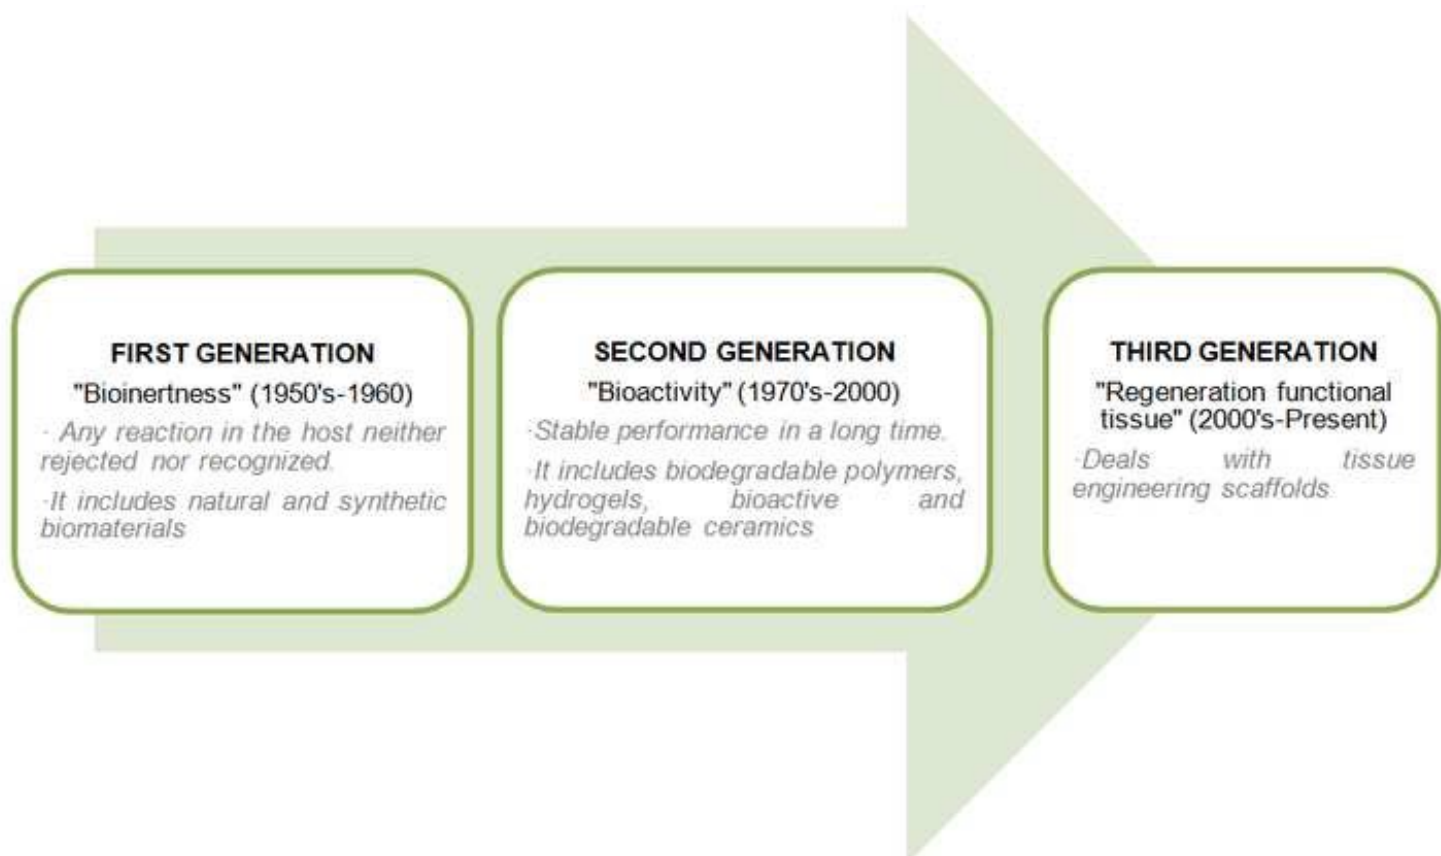 FIRST GENERATION
"Bioinertness" (1950's-1960)
· Any reaction in the host neither
rejected nor recognized.
·It includes natural and synthetic
biomaterials
SECOND GENERATION
"Bioactivity" (1970's-2000)
·Stable performance in a long time.
·It includes biodegradable polymers,
hydrogels, bioactive and
biodegradable ceramics
THIRD GENERATION
"Regeneration functional
tissue" (2000's-Present)
·Deals with tissue
engineering scaffolds